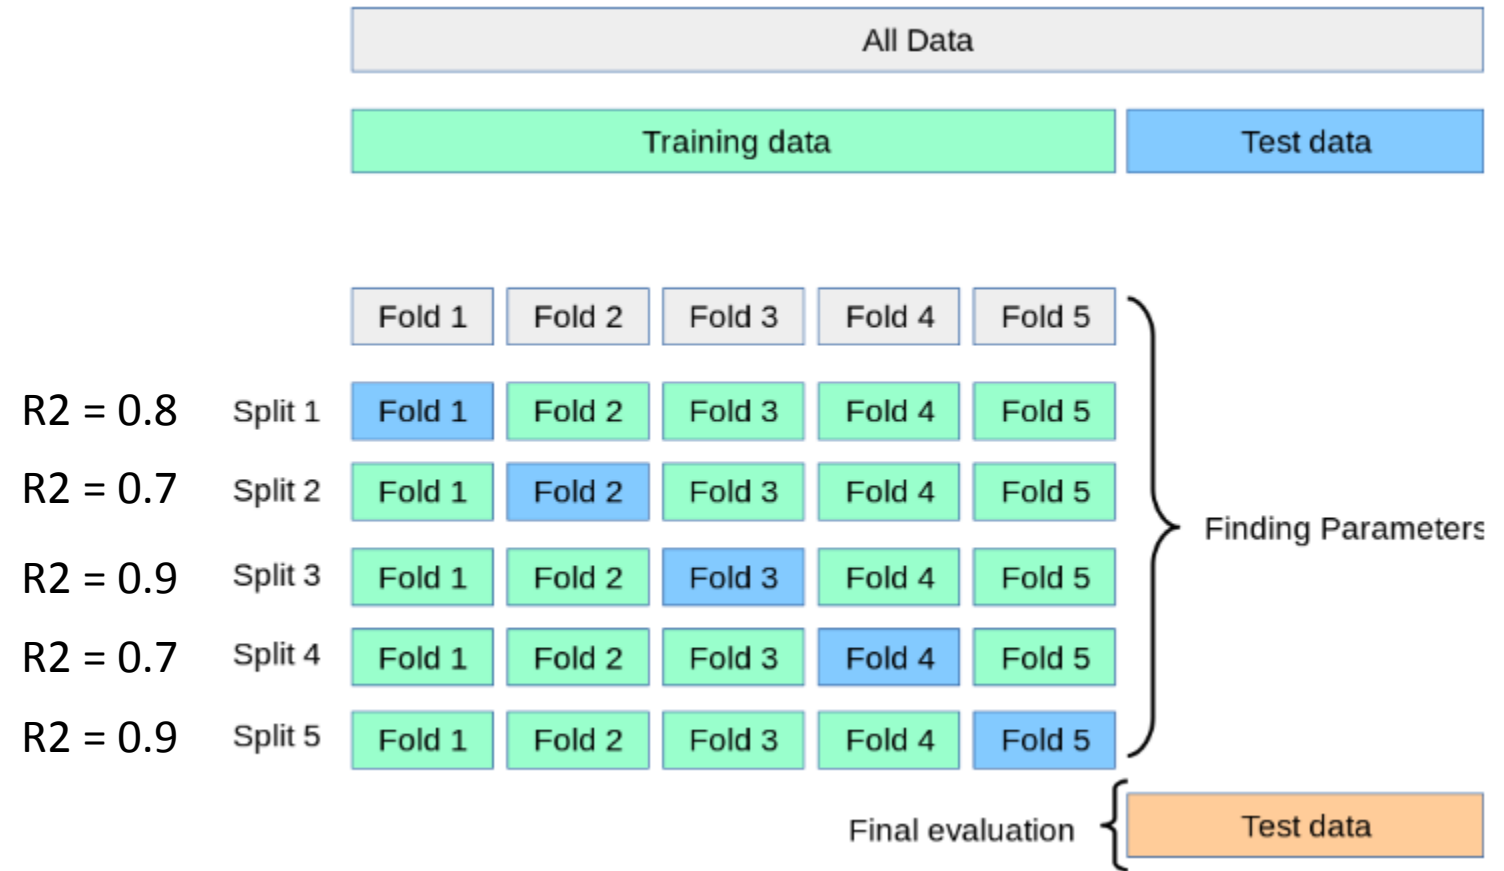 All Data
Training data Test data
Fold 1 Fold 2 Fold 3 Fold 4 Fold 5
R2 = 0.8 Split 1 Fold 1 Fold 2 Fold 3 Fold 4 Fold 5
R2 = 0.7 Split 2 Fold 1 Fold 2 Fold 3 Fold 4 Fold 5
Finding Parameters
R2 = 0.9 Split 3 Fold 1 Fold 2 Fold 3 Fold 4 Fold 5
R2 = 0.7 Split 4 Fold 1 Fold 2 Fold 3 Fold 4 Fold 5
R2 = 0.9 Split 5 Fold 1 Fold 2 Fold 3 Fold 4 Fold 5
Final evaluation Test data